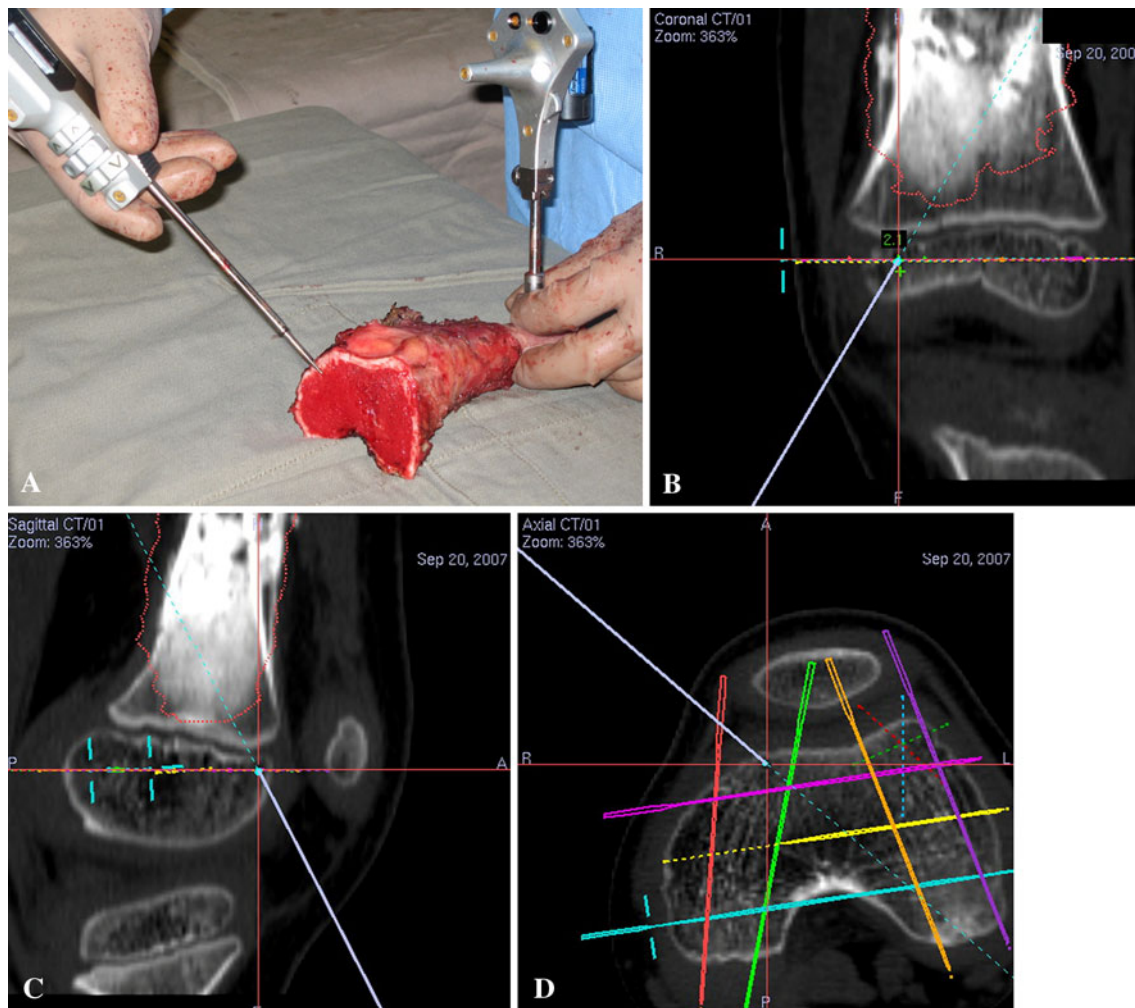 A
Coronal CT/01
Zoom: 363%
H
Sep 20, 200
R
2.1
F
B
Sagittal CT/01
Zoom: 363%
Sep 20, 2007
P
A
C
Axial CT/01
Zoom: 363%
A
Sep 20, 2007
R
L
P
D